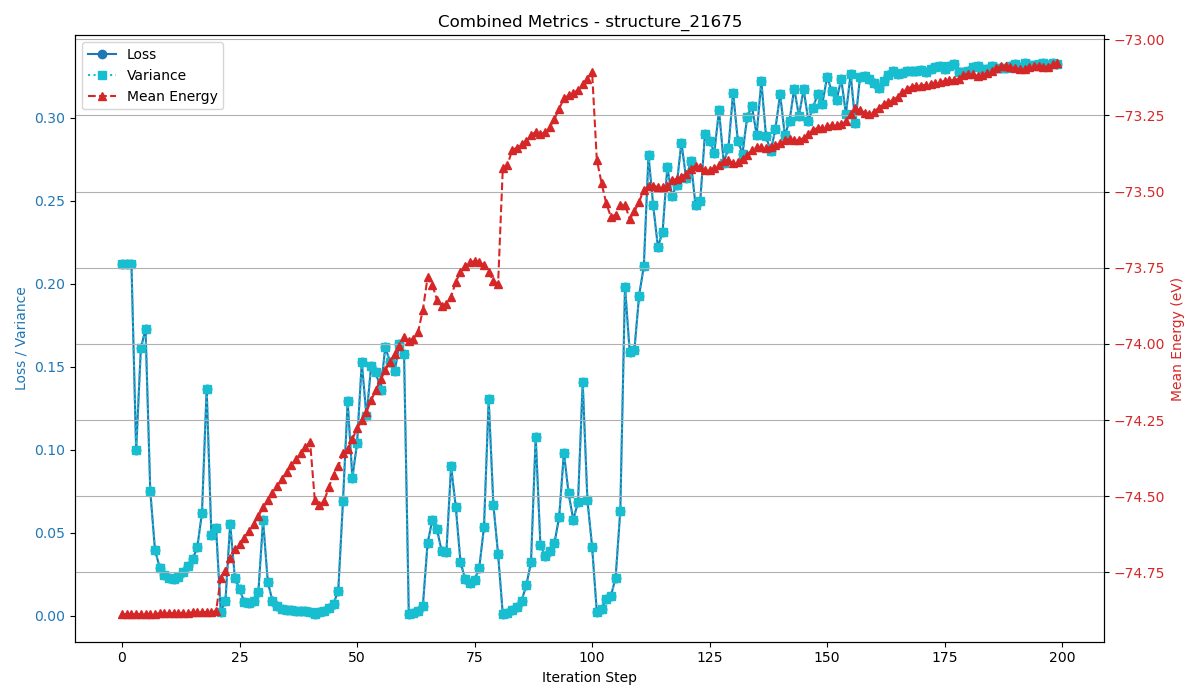 Combined Metrics - structure_21675
Loss
Variance
Mean Energy
Loss / Variance
0.30
0.25
0.20
0.15
0.10
0.05
0.00
−73.00
−73.25
−73.50
−73.75
−74.00
−74.25
−74.50
−74.75
Mean Energy (eV)
0 25 50 75 100 125 150 175 200
Iteration Step